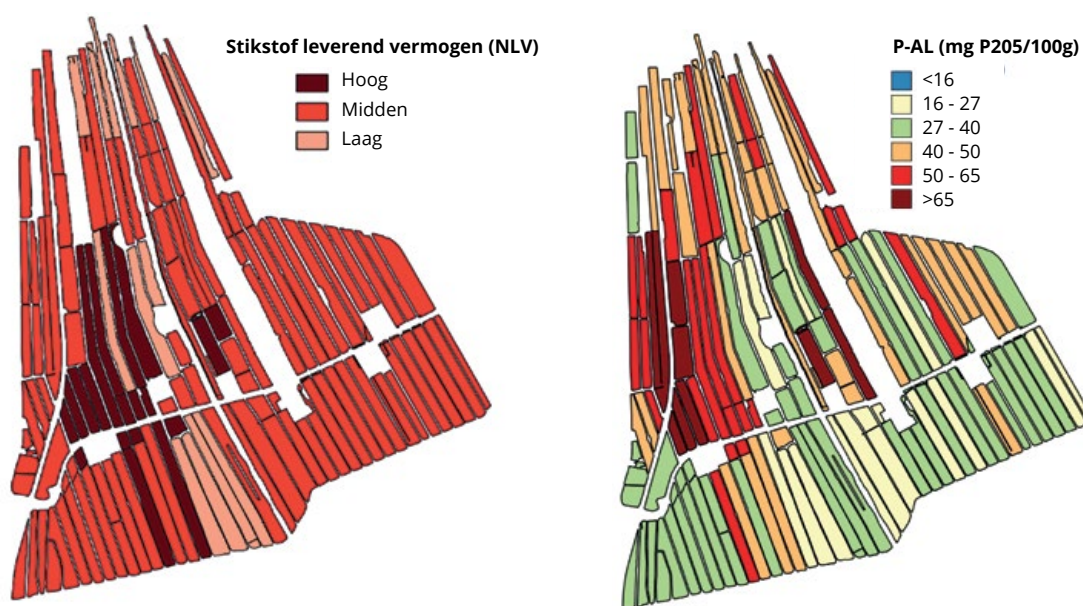 Stikstof leverend vermogen (NLV)
Hoog
Midden
Laag
P-AL (mg P205/100g)
<16
16 - 27
27 - 40
40 - 50
50 - 65
>65